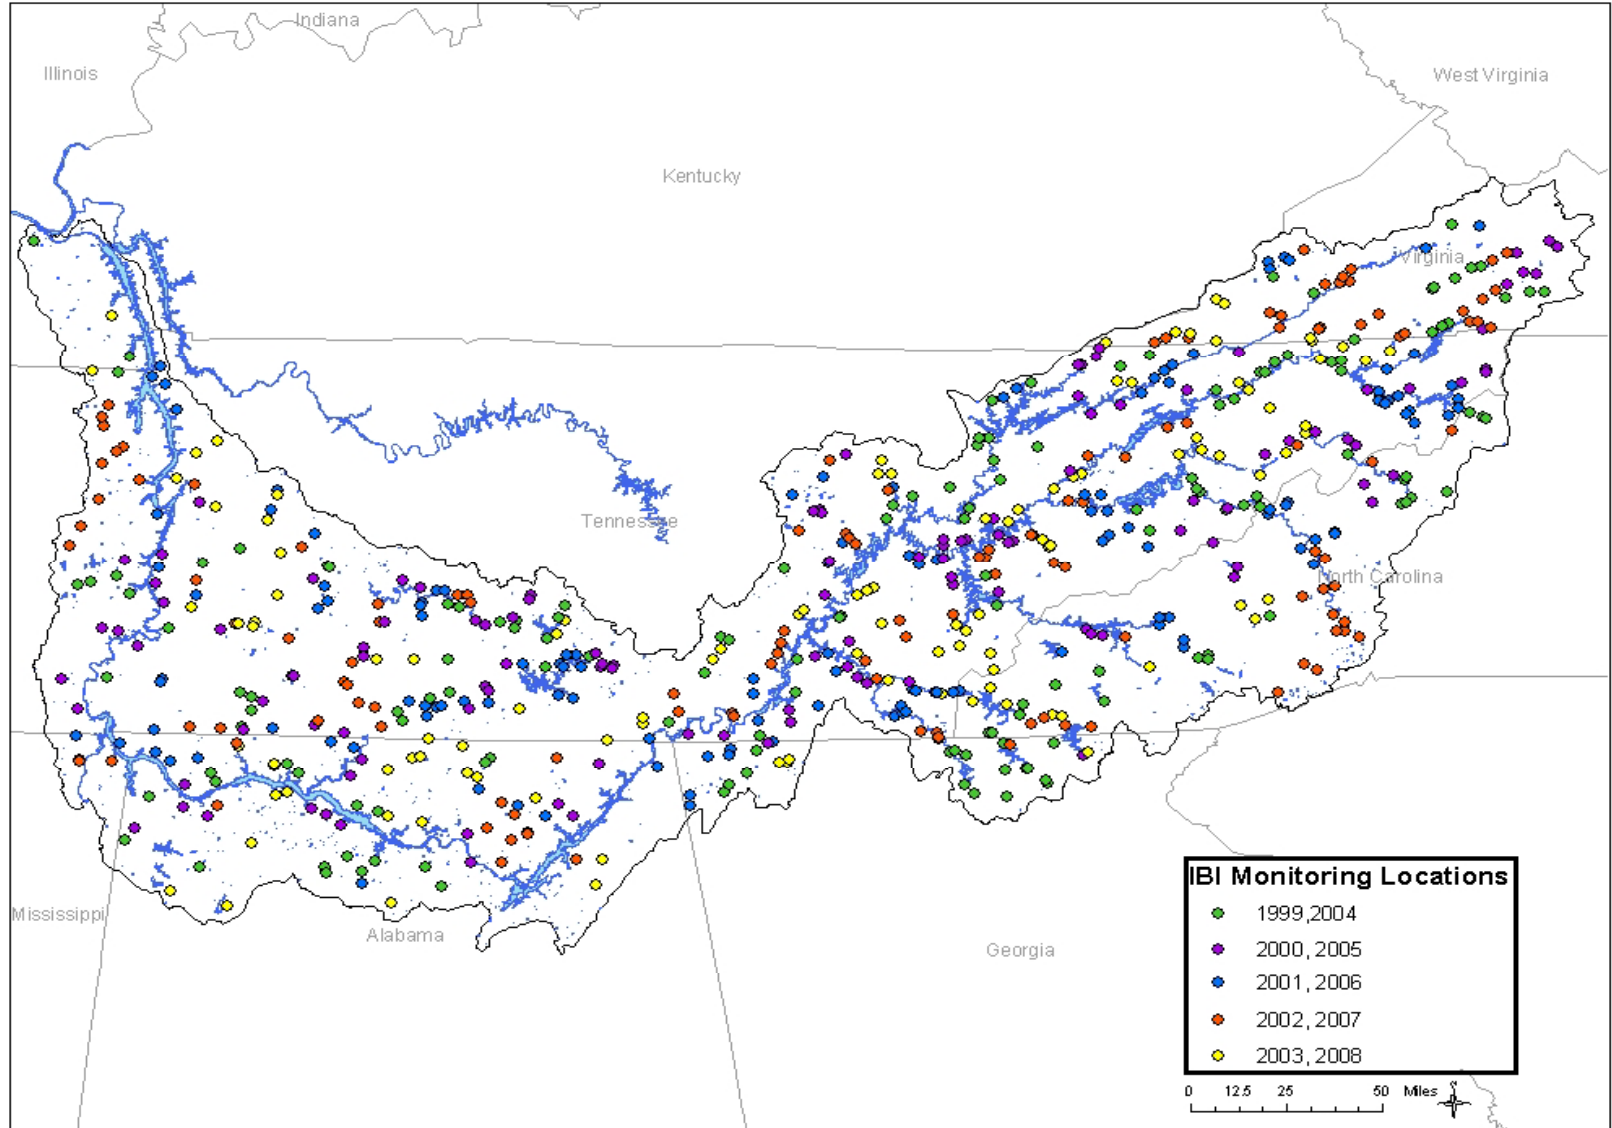 Indiana
Illinois
West Virginia
Kentucky
Virginia
Tennessee
North Carolina
Mississippi
Alabama
Georgia
IBI Monitoring Locations
1999,2004
2000, 2005
2001, 2006
2002, 2007
2003, 2008
0 12.5 25 50 Miles